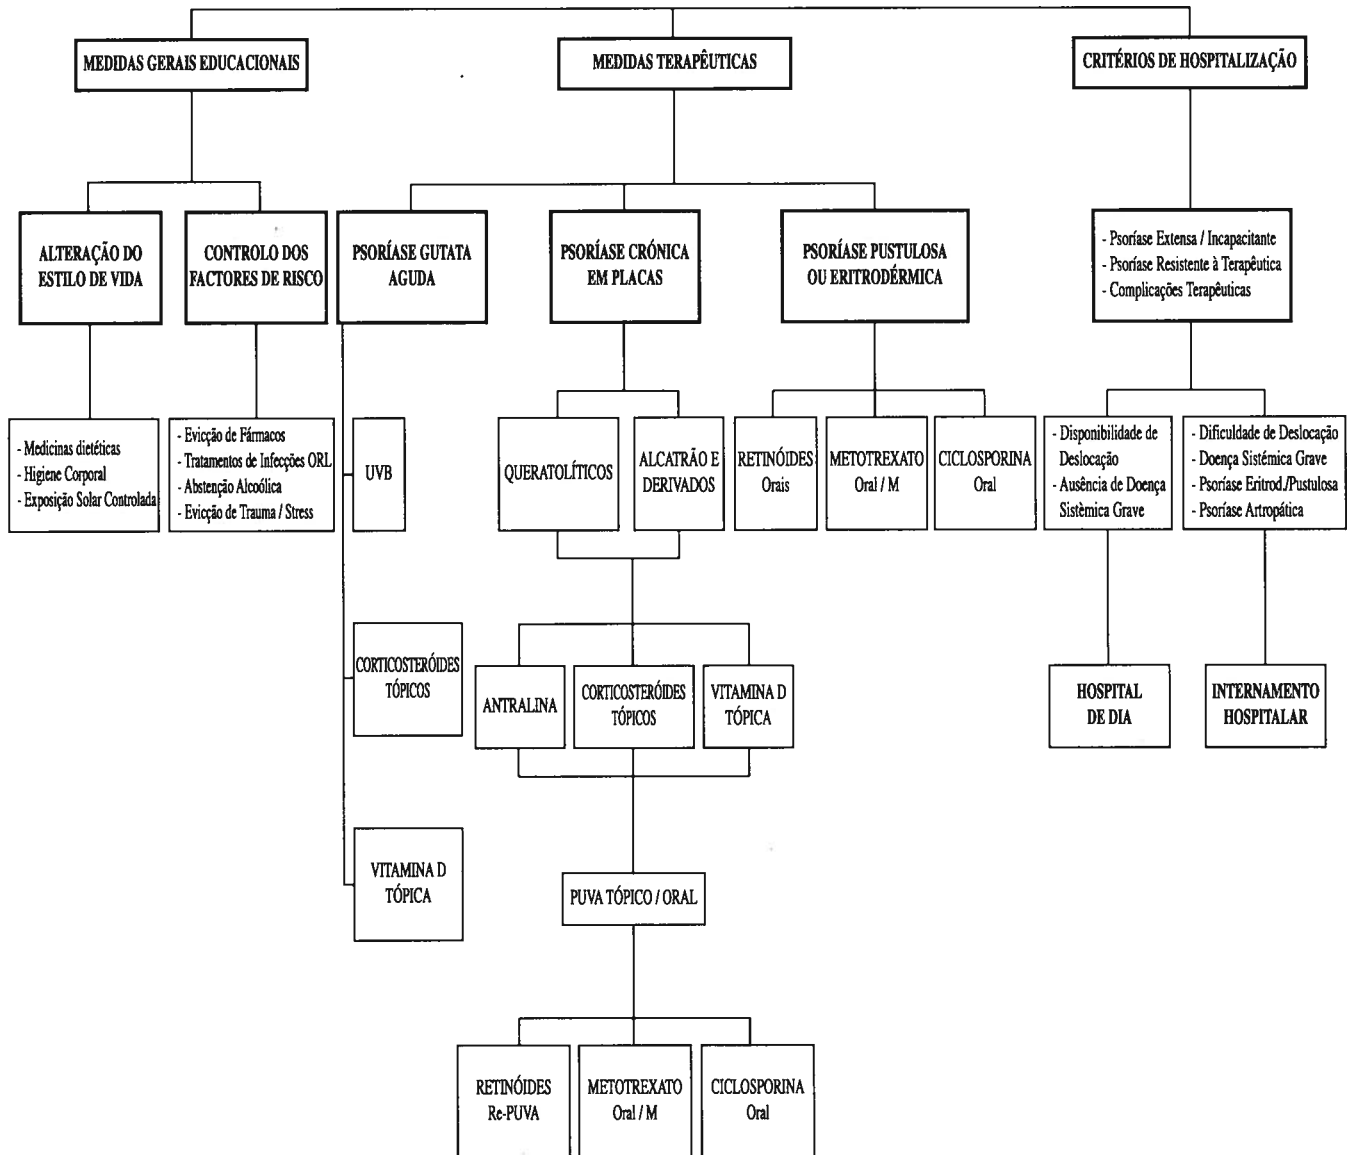 MEDIDAS GERAIS EDUCACIONAIS
MEDIDAS TERAPÊUTICAS
CRITÉRIOS DE HOSPITALIZAÇÃO
ALTERAÇÃO DO
ESTILO DE VIDA
CONTROLO DOS
FACTORES DE RISCO
PSORÍASE GUTATA
AGUDA
PSORÍASE CRÓNICA
EM PLACAS
PSORÍASE PUSTULOSA
OU ERITRODÉRMICA
- Psoríase Extensa / Incapacitante
- Psoríase Resistente à Terapêutica
- Complicações Terapêuticas
- Medicinas dietéticas
- Higiene Corporal
- Exposição Solar Controlada
- Evicção de Fármacos
- Tratamentos de Infecções ORL
- Abstenção Alcoólica
- Evicção de Trauma / Stress
UVB
QUERATOLÍTICOS
ALCATRÃO E
DERIVADOS
RETINÓIDES
Orais
METOTREXATO
Oral / M
CICLOSPORINA
Oral
- Disponibilidade de
Deslocação
- Ausência de Doença
Sistèmica Grave
- Dificuldade de Deslocação
- Doença Sistémica Grave
- Psoríase Eritrod./Pustulosa
- Psoríase Artropática
CORTICOSTERÓIDES
TÓPICOS
ANTRALINA
CORTICOSTERÓIDES
TÓPICOS
VITAMINA D
TÓPICA
HOSPITAL
DE DIA
INTERNAMENTO
HOSPITALAR
VITAMINA D
TÓPICA
PUVA TÓPICO / ORAL
RETINÓIDES
Re-PUVA
METOTREXATO
Oral / M
CICLOSPORINA
Oral